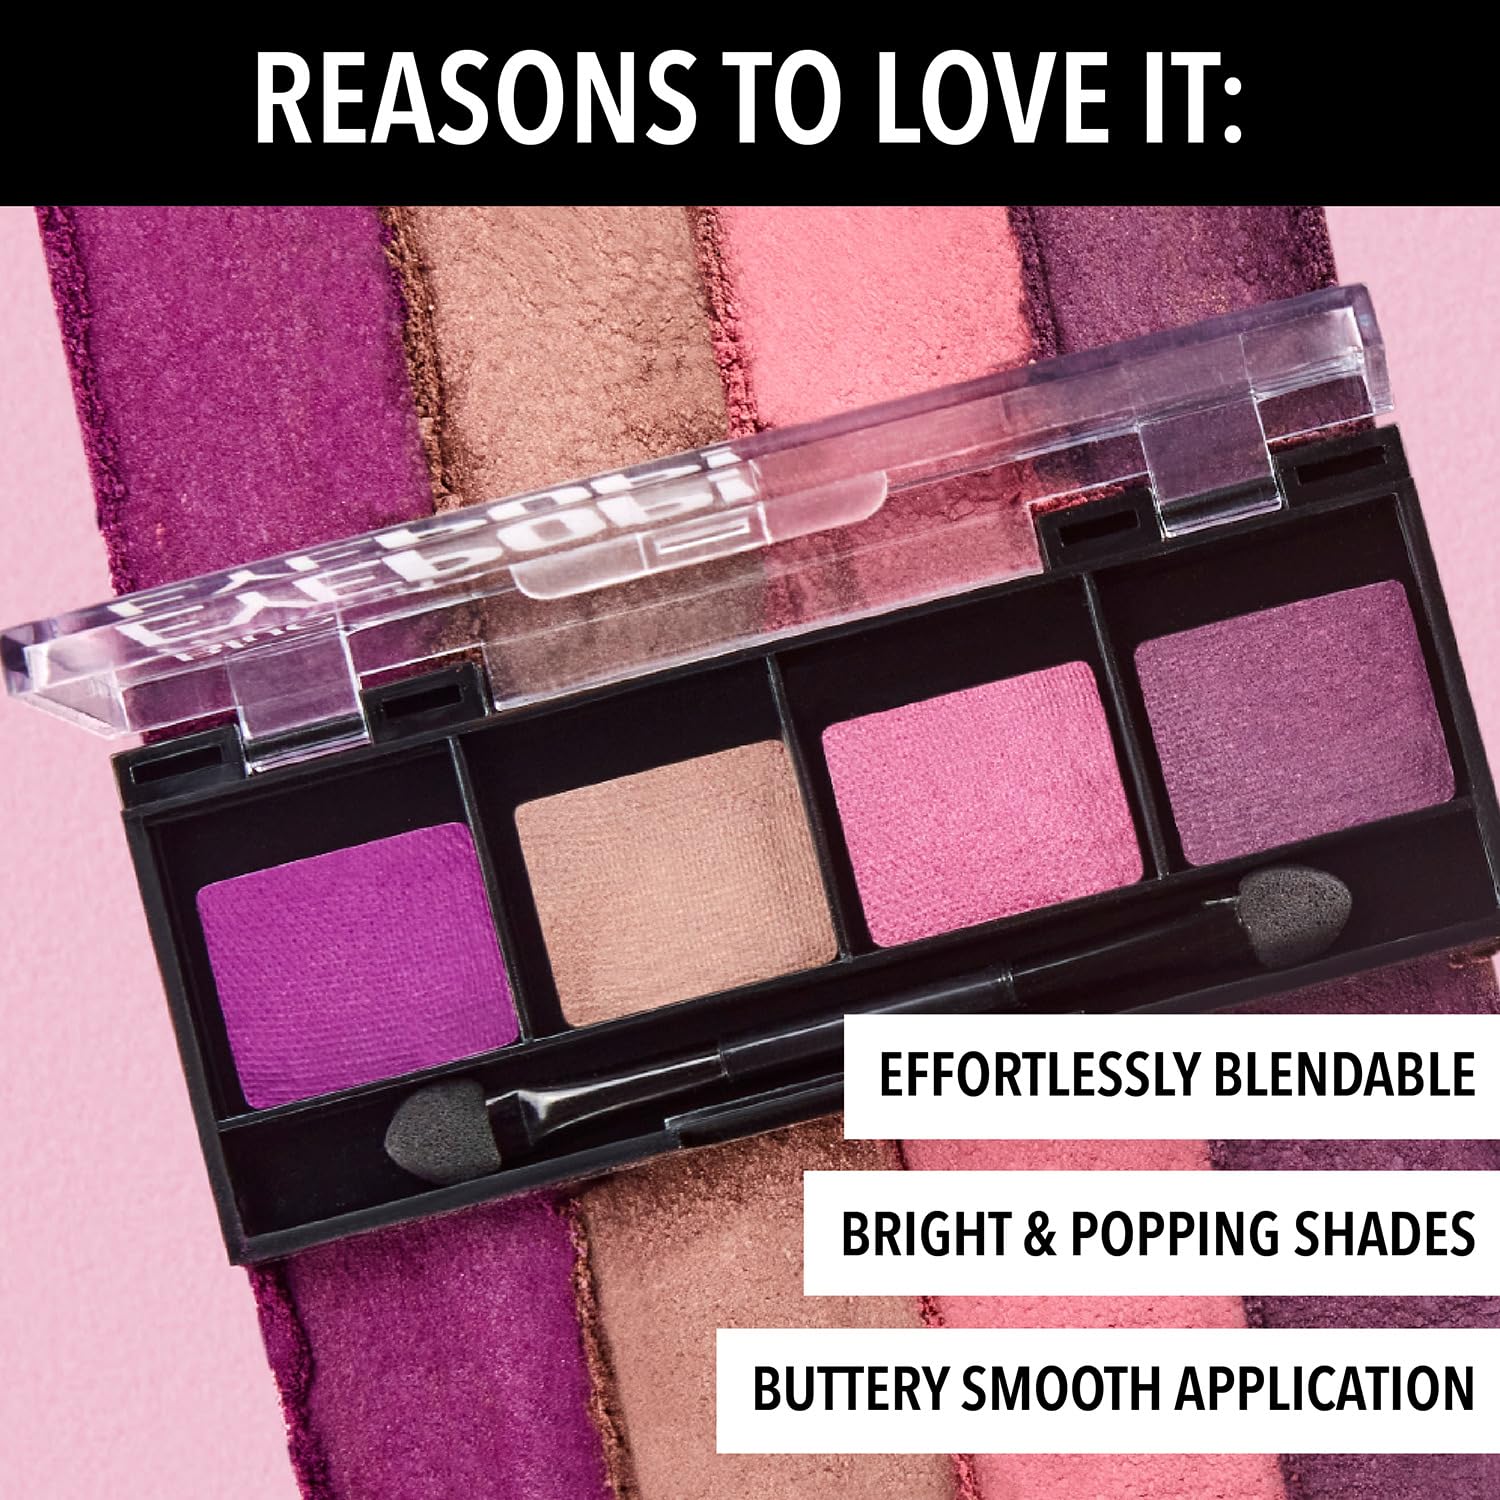 REASONS TO LOVE IT:
EFFORTLESSLY BLENDABLE
BRIGHT & POPPING SHADES
BUTTERY SMOOTH APPLICATION